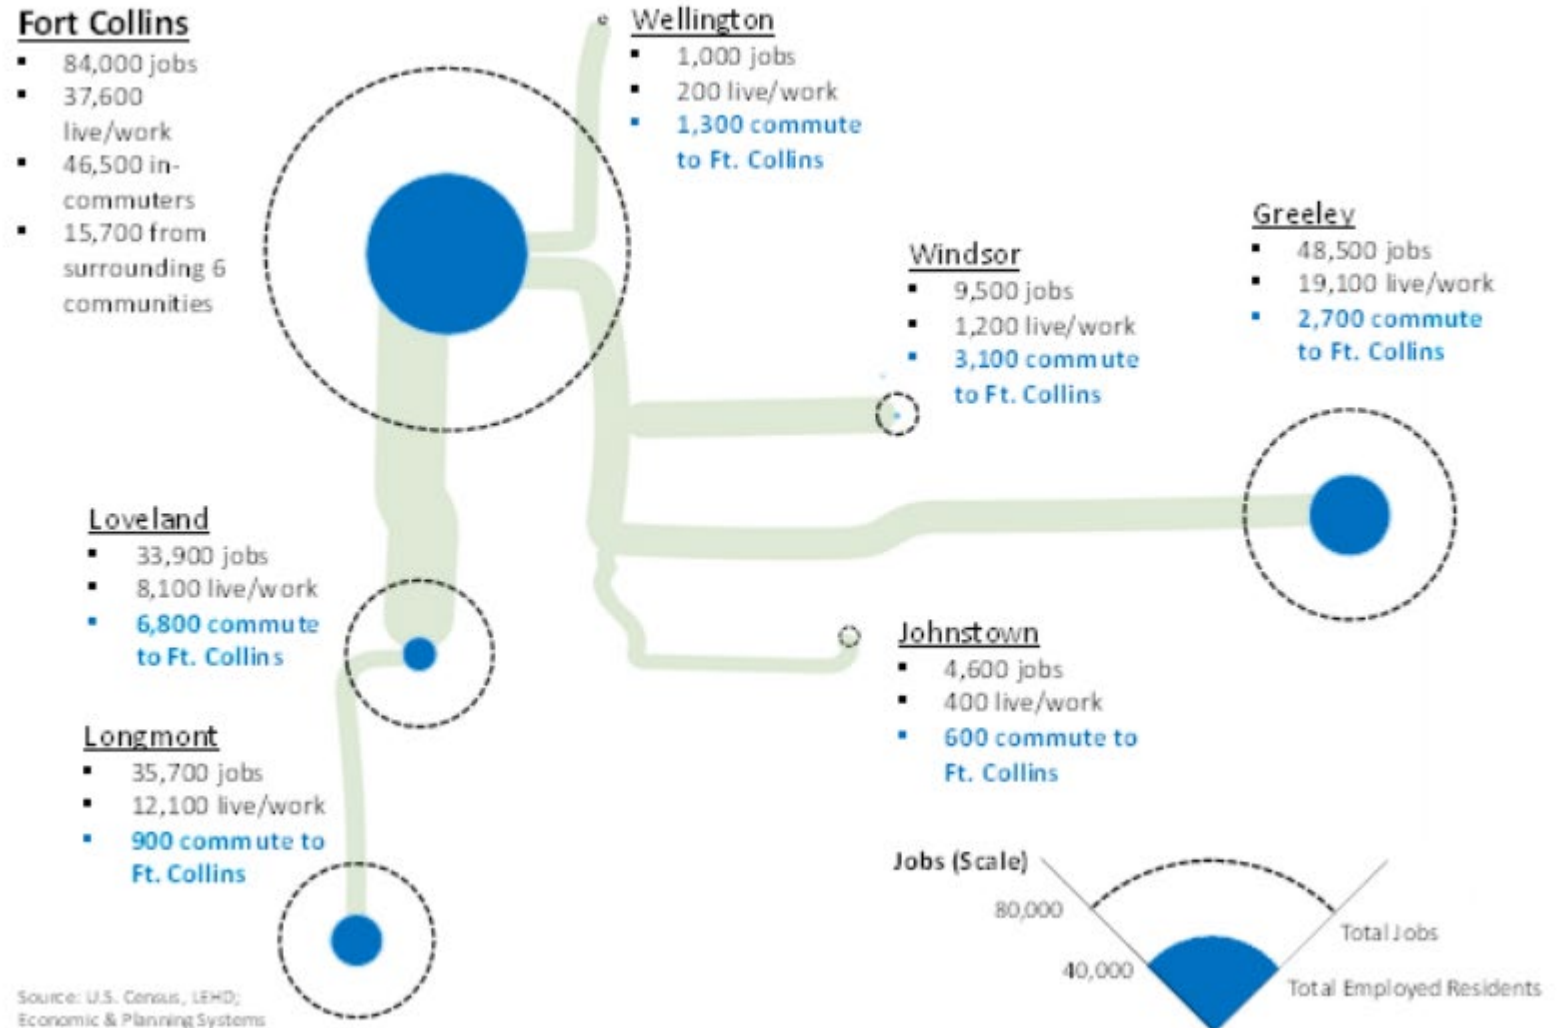 Fort Collins
▪ 84,000 jobs
▪ 37,600
live/work
▪ 46,500 in-
commuters
▪ 15,700 from
surrounding 6
communities
Wellington
▪ 1,000 jobs
▪ 200 live/work
▪ 1,300 commute
to Ft. Collins
Windsor
▪ 9,500 jobs
▪ 1,200 live/work
▪ 3,100 commute
to Ft. Collins
Greeley
▪ 48,500 jobs
▪ 19,100 live/work
▪ 2,700 commute
to Ft. Collins
Loveland
▪ 33,900 jobs
▪ 8,100 live/work
▪ 6,800 commute
to Ft. Collins
Johnstown
▪ 4,600 jobs
▪ 400 live/work
▪ 600 commute to
Ft. Collins
Longmont
▪ 35,700 jobs
▪ 12,100 live/work
▪ 900 commute to
Ft. Collins
Jobs (Scale)
80,000
Total Jobs
40,000
Total Employed Residents
Source: U.S. Census, LEHD;
Economic & Planning Systems